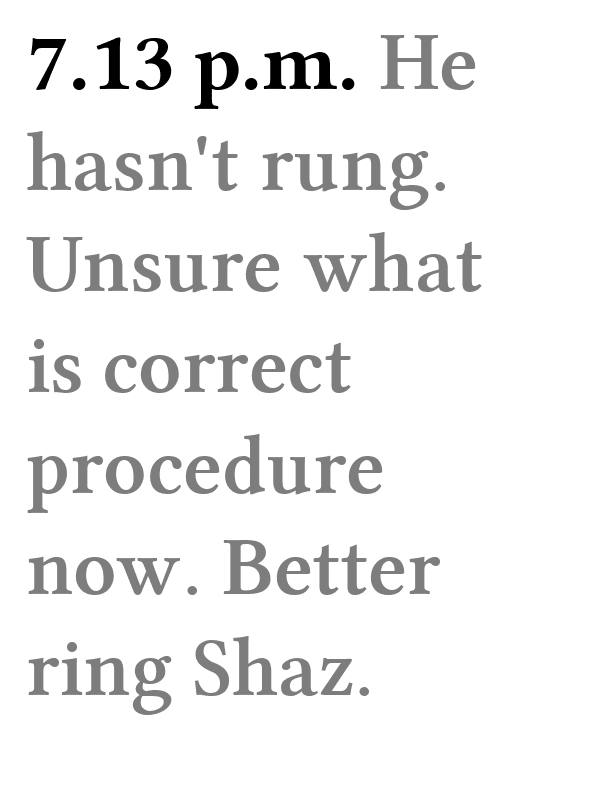 7.13 p.m. He
hasn't rung.
Unsure what
is correct
procedure
now. Better
ring Shaz.